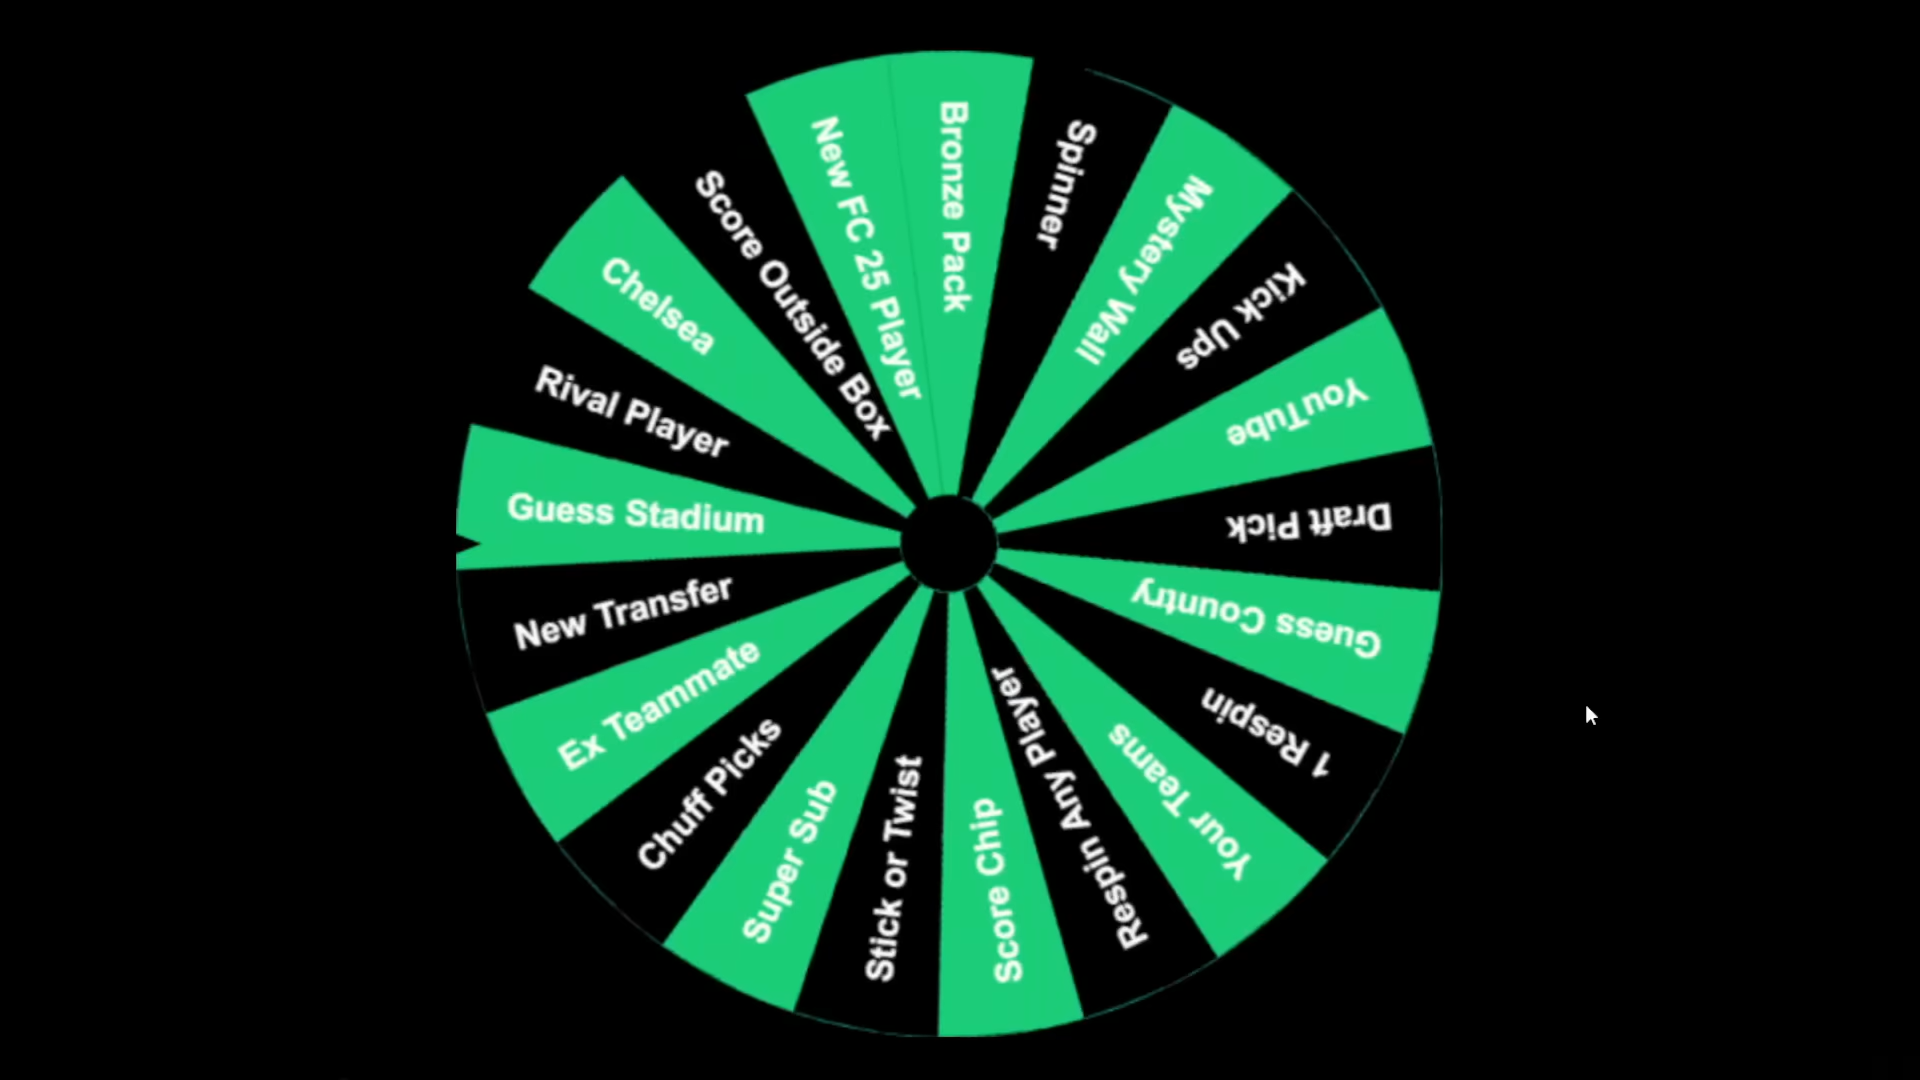 Bronze Pack
Spinner
Mystery Wall
Kick Ups
YouTube
Draft Pick
Guess Country
1 Respin
Your Teams
Respin Any Player
Score Chip
Stick or Twist
Super Sub
Chuff Picks
Ex Teammate
New Transfer
Guess Stadium
Rival Player
Chelsea
Score Outside Box
New FC 25 Player